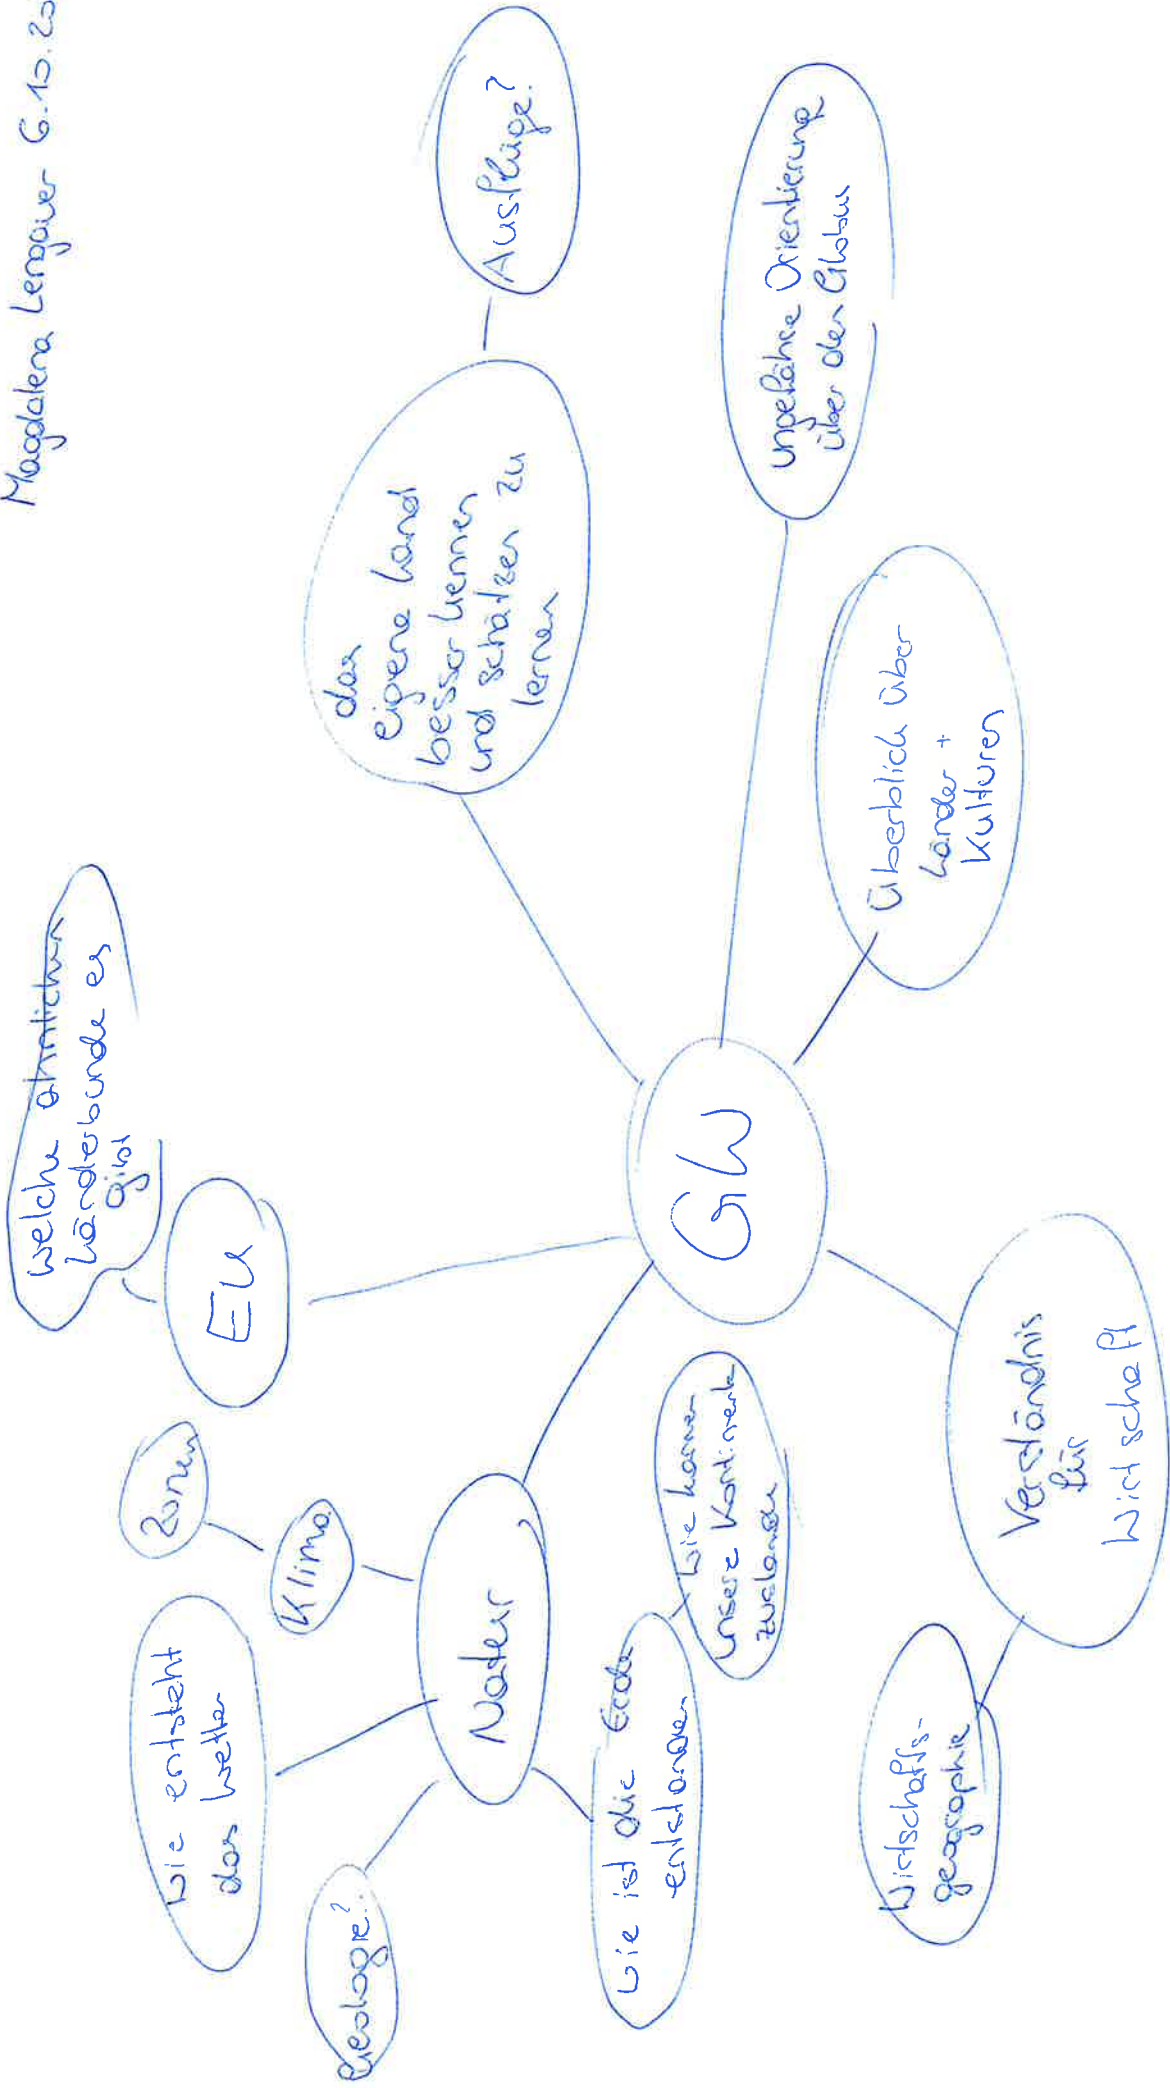 Magdalena Lengauer 6.10.20
welche ähnlichen
Länderbünde es
gibt
EU
Zonen
Klima
wie entsteht
das Wetter
Geologie?
Natur
wie ist die Erde
entstanden
wie kamen
unsere Kontinente
zustande
GW
das
eigene Land
besser kennen
und schätzen zu
lernen
Ausflüge?
ungefähre Orientierung
über den Globus
Überblick über
Länder +
Kulturen
Verständnis
für
Wirtschaft
Wirtschafts-
geographie